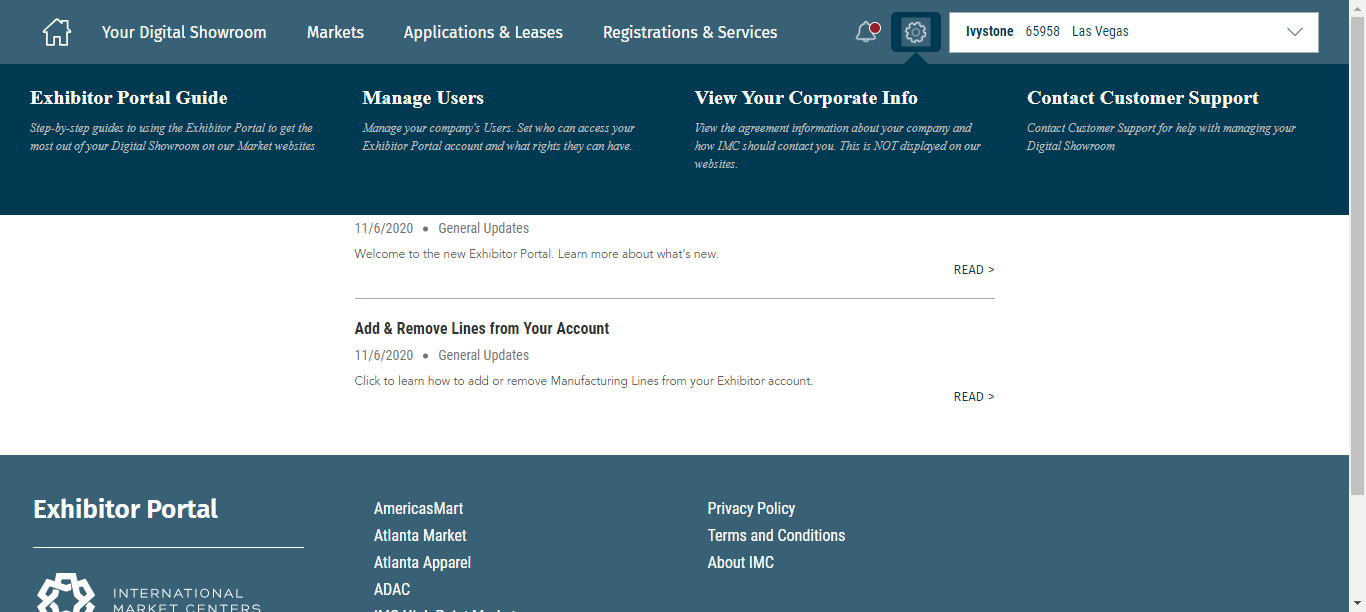 Your Digital Showroom
Markets
Applications & Leases
Registrations & Services
Ivystone 65958 Las Vegas
Exhibitor Portal Guide
Step-by-step guides to using the Exhibitor Portal to get the
most out of your Digital Showroom on our Market websites
Manage Users
Manage your company's Users. Set who can access your
Exhibitor Portal account and what rights they can have.
View Your Corporate Info
View the agreement information about your company and
how IMC should contact you. This is NOT displayed on our
websites.
Contact Customer Support
Contact Customer Support for help with managing your
Digital Showroom
11/6/2020 • General Updates
Welcome to the new Exhibitor Portal. Learn more about what's new.
READ >
Add & Remove Lines from Your Account
11/6/2020 • General Updates
Click to learn how to add or remove Manufacturing Lines from your Exhibitor account.
READ >
Exhibitor Portal
INTERNATIONAL
MARKET CENTERS
AmericasMart
Atlanta Market
Atlanta Apparel
ADAC
IMC High Point Market
Privacy Policy
Terms and Conditions
About IMC